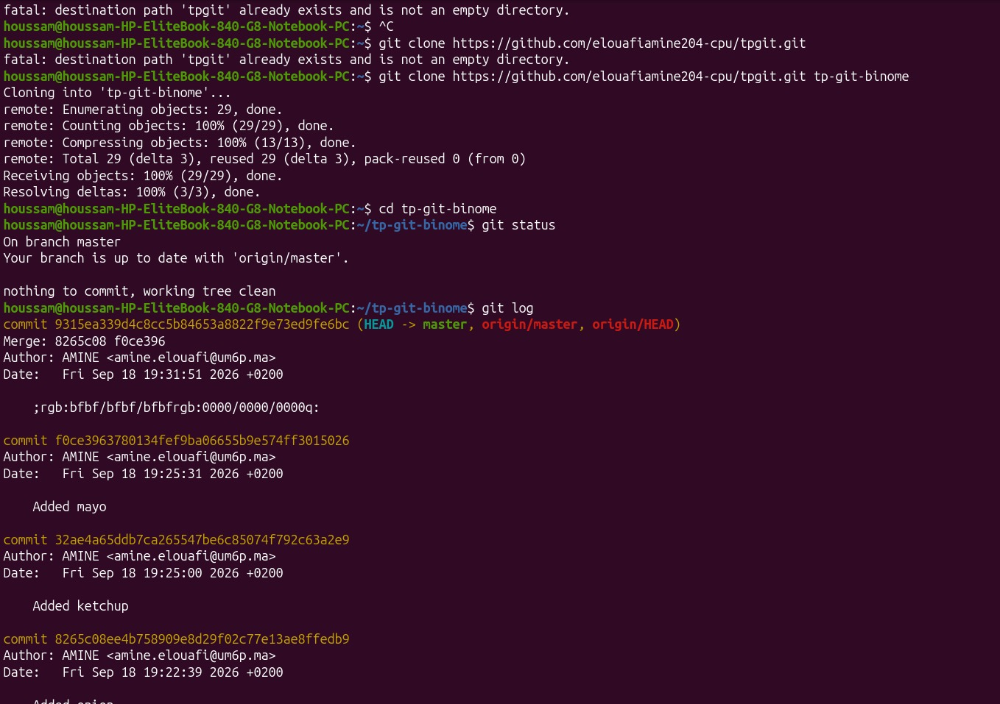 fatal: destination path 'tpgit' already exists and is not an empty directory.
houssam@houssam-HP-EliteBook-840-G8-Notebook-PC:~$ ^C
houssam@houssam-HP-EliteBook-840-G8-Notebook-PC:~$ git clone https://github.com/elouafiamine204-cpu/tpgit.git
fatal: destination path 'tpgit' already exists and is not an empty directory.
houssam@houssam-HP-EliteBook-840-G8-Notebook-PC:~$ git clone https://github.com/elouafiamine204-cpu/tpgit.git tp-git-binome
Cloning into 'tp-git-binome'...
remote: Enumerating objects: 29, done.
remote: Counting objects: 100% (29/29), done.
remote: Compressing objects: 100% (13/13), done.
remote: Total 29 (delta 3), reused 29 (delta 3), pack-reused 0 (from 0)
Receiving objects: 100% (29/29), done.
Resolving deltas: 100% (3/3), done.
houssam@houssam-HP-EliteBook-840-G8-Notebook-PC:~$ cd tp-git-binome
houssam@houssam-HP-EliteBook-840-G8-Notebook-PC:~/tp-git-binome$ git status
On branch master
Your branch is up to date with 'origin/master'.

nothing to commit, working tree clean
houssam@houssam-HP-EliteBook-840-G8-Notebook-PC:~/tp-git-binome$ git log
commit 9315ea339d4c8cc5b84653a8822f9e73ed9fe6bc (HEAD -> master, origin/master, origin/HEAD)
Merge: 8265c08 f0ce396
Author: AMINE <amine.elouafi@um6p.ma>
Date:   Fri Sep 18 19:31:51 2026 +0200

    ;rgb:bfbf/bfbf/bfbfrgb:0000/0000/0000q:

commit f0ce3963780134fef9ba06655b9e574ff3015026
Author: AMINE <amine.elouafi@um6p.ma>
Date:   Fri Sep 18 19:25:31 2026 +0200

    Added mayo

commit 32ae4a65ddb7ca265547be6c85074f792c63a2e9
Author: AMINE <amine.elouafi@um6p.ma>
Date:   Fri Sep 18 19:25:00 2026 +0200

    Added ketchup

commit 8265c08ee4b758909e8d29f02c77e13ae8ffedb9
Author: AMINE <amine.elouafi@um6p.ma>
Date:   Fri Sep 18 19:22:39 2026 +0200

    Added